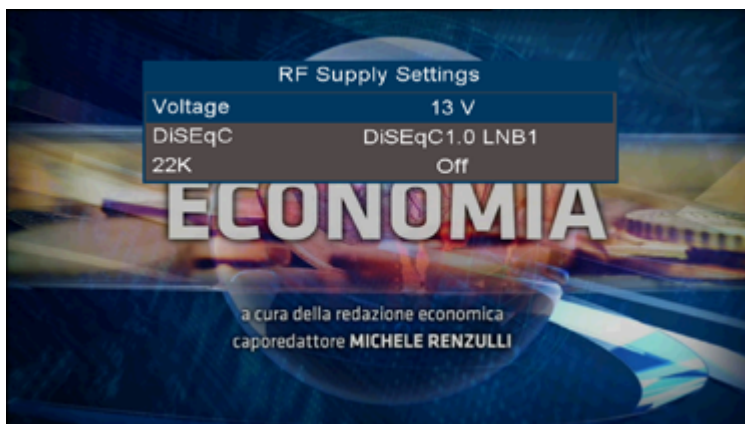 RF Supply Settings
Voltage 13 V
DiSEqC DiSEqC1.0 LNB1
22K Off
ECONOMIA
a cura della redazione economica
caporedattore MICHELE RENZULLI